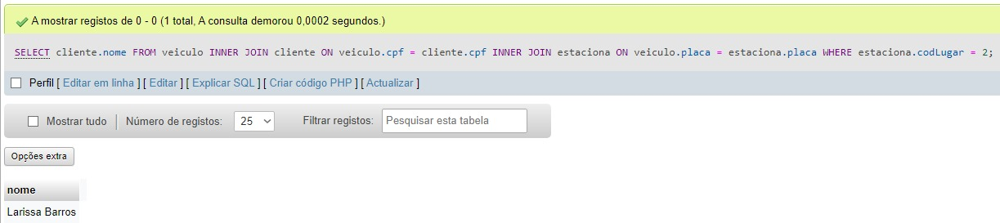 A mostrar registos de 0 - 0 (1 total, A consulta demorou 0,0002 segundos.)
SELECT cliente.nome FROM veiculo INNER JOIN cliente ON veiculo.cpf = cliente.cpf INNER JOIN estaciona ON veiculo.placa = estaciona.placa WHERE estaciona.codLugar = 2;
Perfil [ Editar em linha ] [ Editar ] [ Explicar SQL ] [ Criar código PHP ] [ Actualizar ]
Mostrar tudo Número de registos: 25 Filtrar registos: Pesquisar esta tabela
Opções extra
nome
Larissa Barros